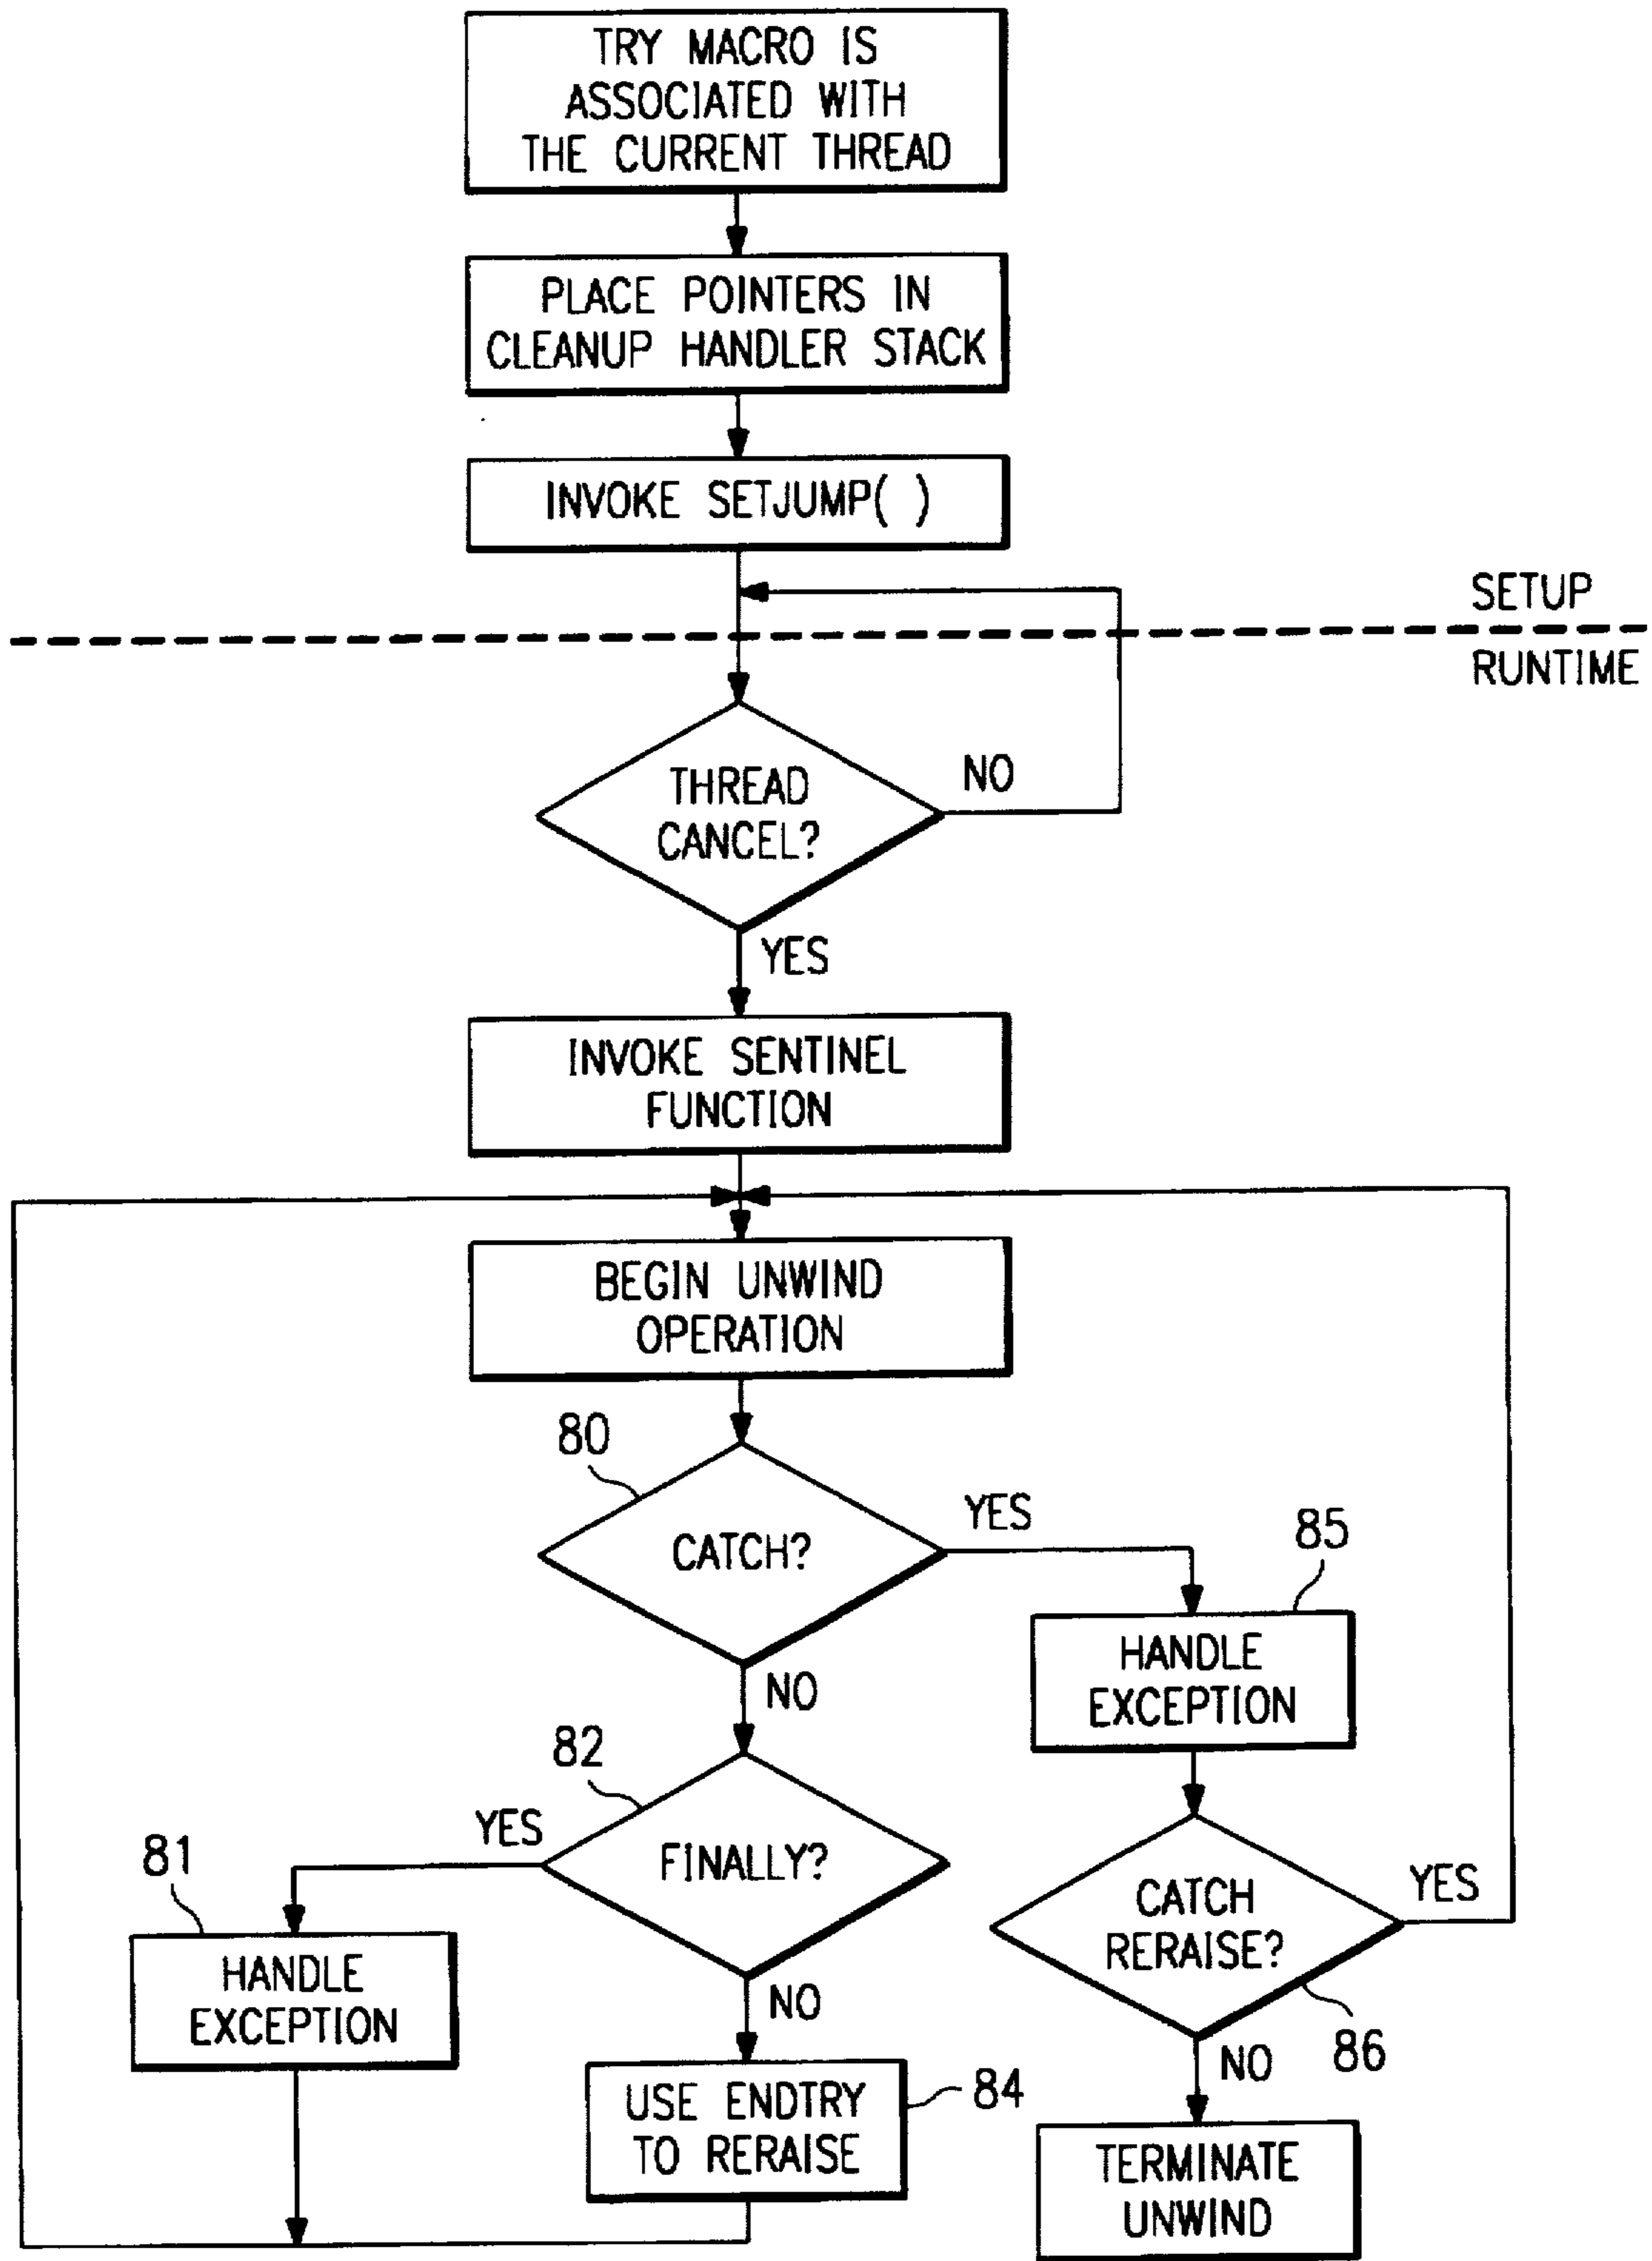 TRY MACRO IS
ASSOCIATED WITH
THE CURRENT THREAD
PLACE POINTERS IN
CLEANUP HANDLER STACK
INVOKE SETJUMP( )
SETUP
RUNTIME
THREAD
CANCEL?
NO
YES
INVOKE SENTINEL
FUNCTION
BEGIN UNWIND
OPERATION
80
CATCH?
YES
85
HANDLE
EXCEPTION
NO
82
YES
FINALLY?
81
HANDLE
EXCEPTION
CATCH
RERAISE?
YES
86
NO
NO
USE ENDTRY
TO RERAISE
84
TERMINATE
UNWIND